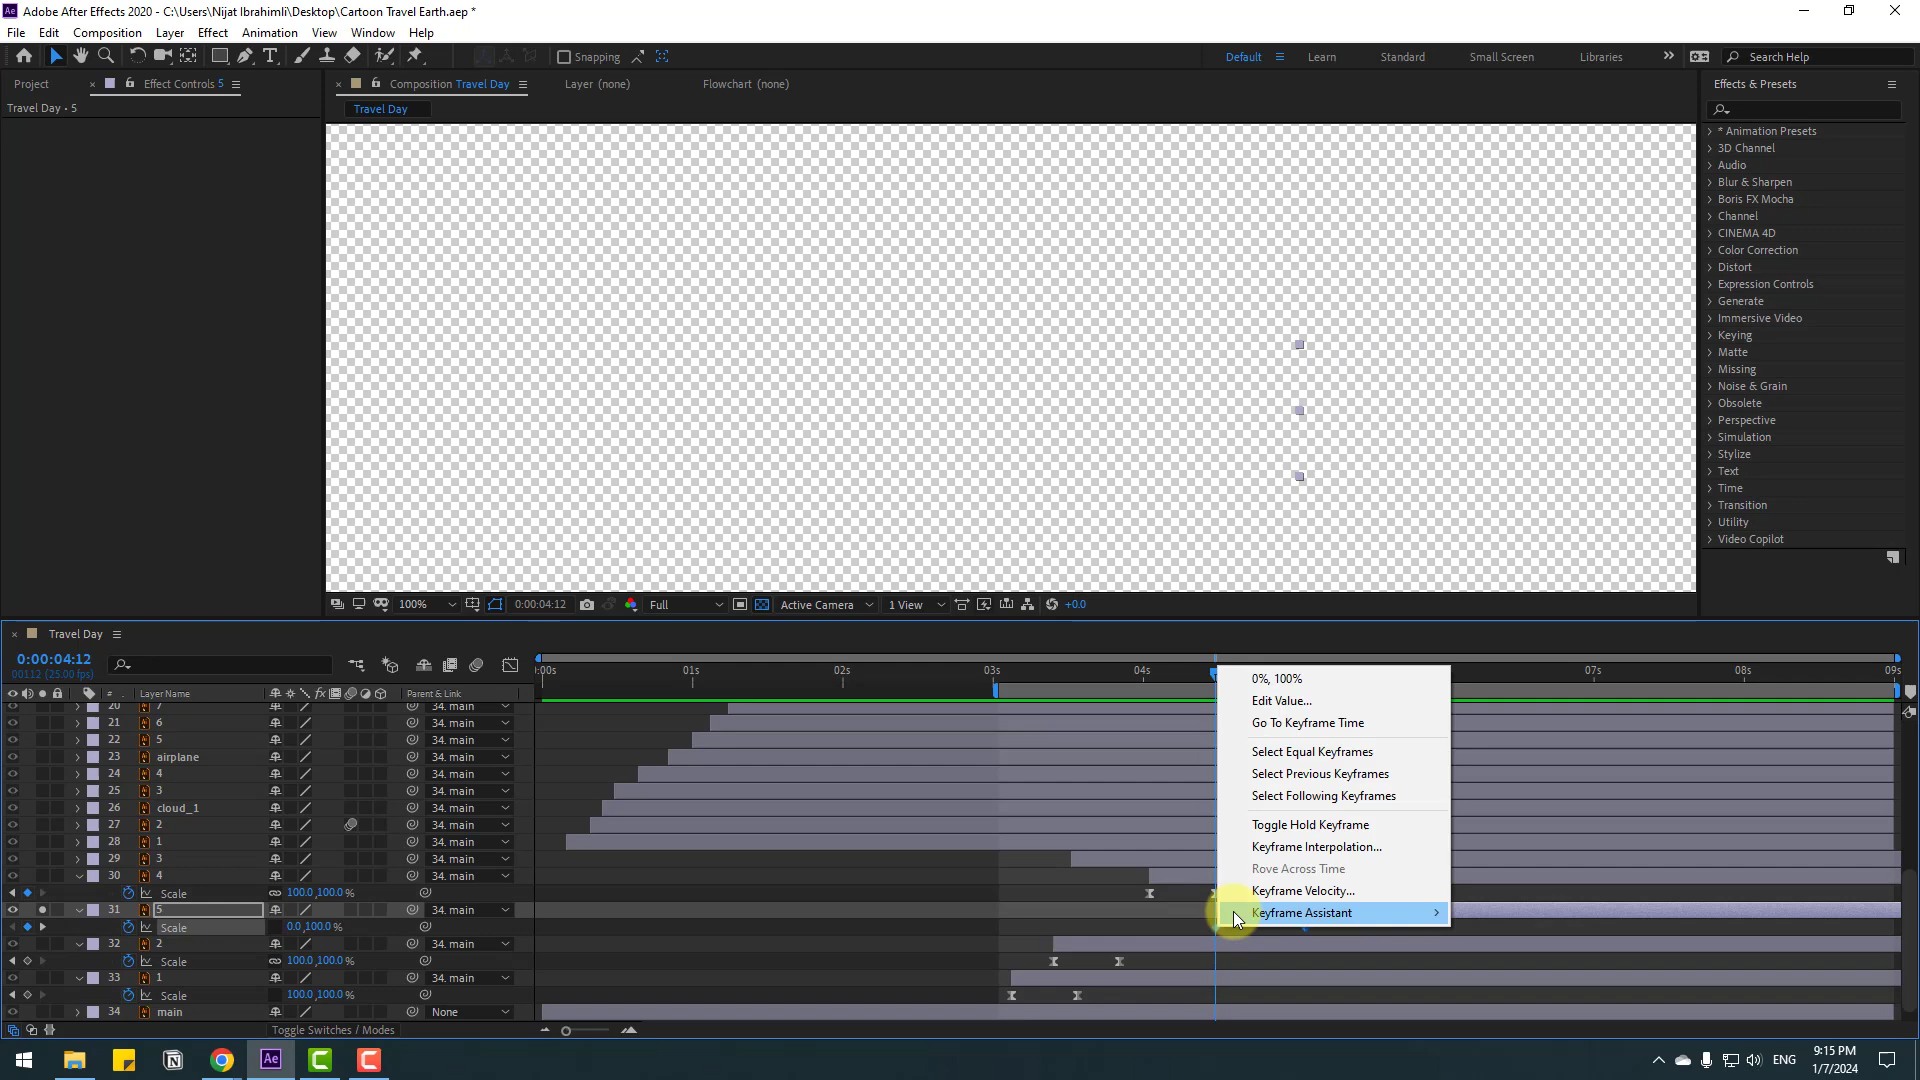 Adobe After Effects 2020 - C:\Users\Nijat Ibrahimli\Desktop\Cartoon Travel Earth.aep *
File Edit Composition Layer Effect Animation View Window Help
Snapping
Default Learn Standard Small Screen Libraries Search Help
Project Effect Controls 5
Composition Travel Day Layer (none) Flowchart (none)
Effects & Presets
Travel Day • 5
Travel Day
* Animation Presets
3D Channel
Audio
Blur & Sharpen
Boris FX Mocha
Channel
CINEMA 4D
Color Correction
Distort
Expression Controls
Generate
Immersive Video
Keying
Matte
Missing
Noise & Grain
Obsolete
Perspective
Simulation
Stylize
Text
Time
Transition
Utility
Video Copilot
100% 0:00:04:12 Full Active Camera 1 View +0.0
Travel Day
0:00:04:12
00112 (25.00 fps)
:00s 01s 02s 03s 04s 07s 08s 09s
# Layer Name Parent & Link
20 7 34. main
21 6 34. main
22 5 34. main
23 airplane 34. main
24 4 34. main
25 3 34. main
26 cloud_1 34. main
27 2 34. main
28 1 34. main
29 3 34. main
30 4 34. main
Scale 100.0,100.0 %
31 5 34. main
Scale 0.0,100.0 %
32 2 34. main
Scale 100.0,100.0 %
33 1 34. main
Scale 100.0,100.0 %
34 main None
Toggle Switches / Modes
0%, 100%
Edit Value...
Go To Keyframe Time
Select Equal Keyframes
Select Previous Keyframes
Select Following Keyframes
Toggle Hold Keyframe
Keyframe Interpolation...
Rove Across Time
Keyframe Velocity...
Keyframe Assistant
ENG
9:15 PM
1/7/2024